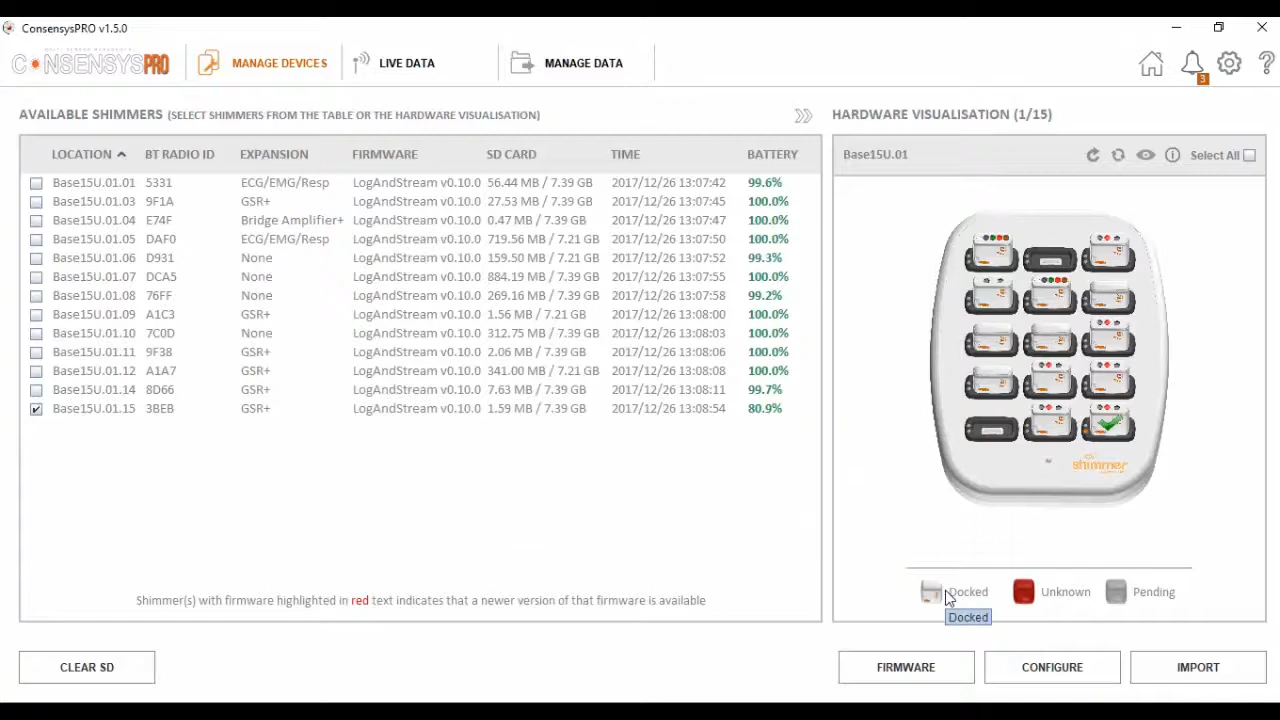 ConsensysPRO v1.5.0
CONSENSYSPRO
MANAGE DEVICES
LIVE DATA
MANAGE DATA
3
AVAILABLE SHIMMERS (SELECT SHIMMERS FROM THE TABLE OR THE HARDWARE VISUALISATION)
HARDWARE VISUALISATION (1/15)
LOCATION BT RADIO ID EXPANSION FIRMWARE SD CARD TIME BATTERY
Base15U.01 Select All
Base15U.01.01 5331 ECG/EMG/Resp LogAndStream v0.10.0 56.44 MB / 7.39 GB 2017/12/26 13:07:42 99.6%
Base15U.01.03 9F1A GSR+ LogAndStream v0.10.0 27.53 MB / 7.39 GB 2017/12/26 13:07:45 100.0%
Base15U.01.04 E74F Bridge Amplifier+ LogAndStream v0.10.0 0.47 MB / 7.39 GB 2017/12/26 13:07:47 100.0%
Base15U.01.05 DAF0 ECG/EMG/Resp LogAndStream v0.10.0 719.56 MB / 7.21 GB 2017/12/26 13:07:50 100.0%
Base15U.01.06 D931 None LogAndStream v0.10.0 159.50 MB / 7.21 GB 2017/12/26 13:07:52 99.3%
Base15U.01.07 DCA5 None LogAndStream v0.10.0 884.19 MB / 7.39 GB 2017/12/26 13:07:55 100.0%
Base15U.01.08 76FF None LogAndStream v0.10.0 269.16 MB / 7.39 GB 2017/12/26 13:07:58 99.2%
Base15U.01.09 A1C3 GSR+ LogAndStream v0.10.0 1.56 MB / 7.21 GB 2017/12/26 13:08:00 100.0%
Base15U.01.10 7C0D None LogAndStream v0.10.0 312.75 MB / 7.39 GB 2017/12/26 13:08:03 100.0%
Base15U.01.11 9F38 GSR+ LogAndStream v0.10.0 2.06 MB / 7.39 GB 2017/12/26 13:08:06 100.0%
Base15U.01.12 A1A7 GSR+ LogAndStream v0.10.0 341.00 MB / 7.21 GB 2017/12/26 13:08:08 100.0%
Base15U.01.14 8D66 GSR+ LogAndStream v0.10.0 7.63 MB / 7.39 GB 2017/12/26 13:08:11 99.7%
Base15U.01.15 3BEB GSR+ LogAndStream v0.10.0 1.59 MB / 7.39 GB 2017/12/26 13:08:54 80.9%
shimmer
Docked Unknown Pending
Docked
Shimmer(s) with firmware highlighted in red text indicates that a newer version of that firmware is available
CLEAR SD
FIRMWARE
CONFIGURE
IMPORT